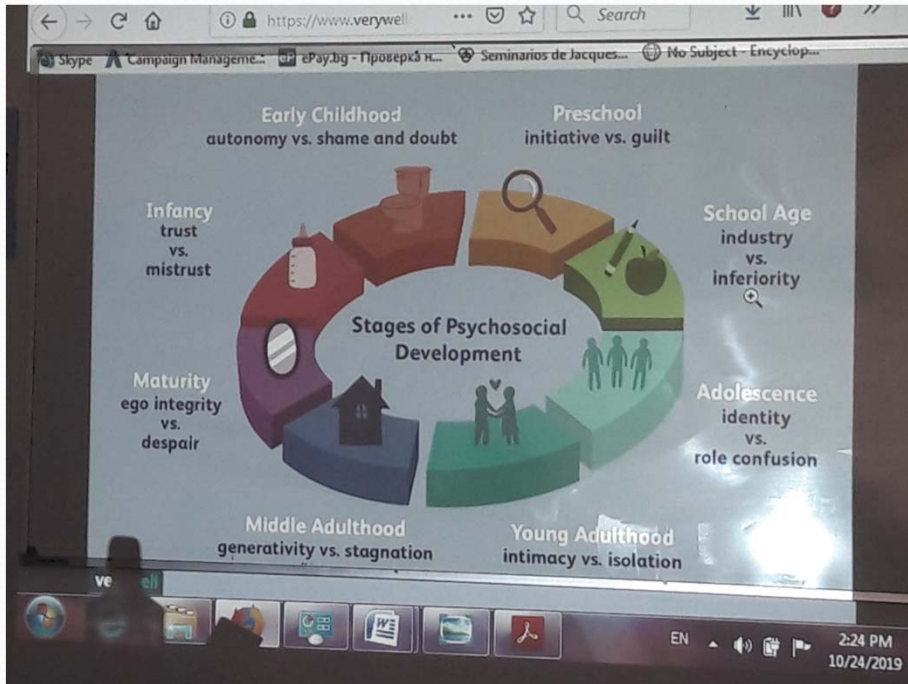 https://www.verywell
Search
Skype
Campaign Manageme...
ePay.bg - Проверка н...
Seminarios de Jacques...
No Subject - Encyclop...
Early Childhood
autonomy vs. shame and doubt
Preschool
initiative vs. guilt
Infancy
trust
vs.
mistrust
School Age
industry
vs.
inferiority
Stages of Psychosocial
Development
Maturity
ego integrity
vs.
despair
Adolescence
identity
vs.
role confusion
Middle Adulthood
generativity vs. stagnation
Young Adulthood
intimacy vs. isolation
EN
2:24 PM
10/24/2019